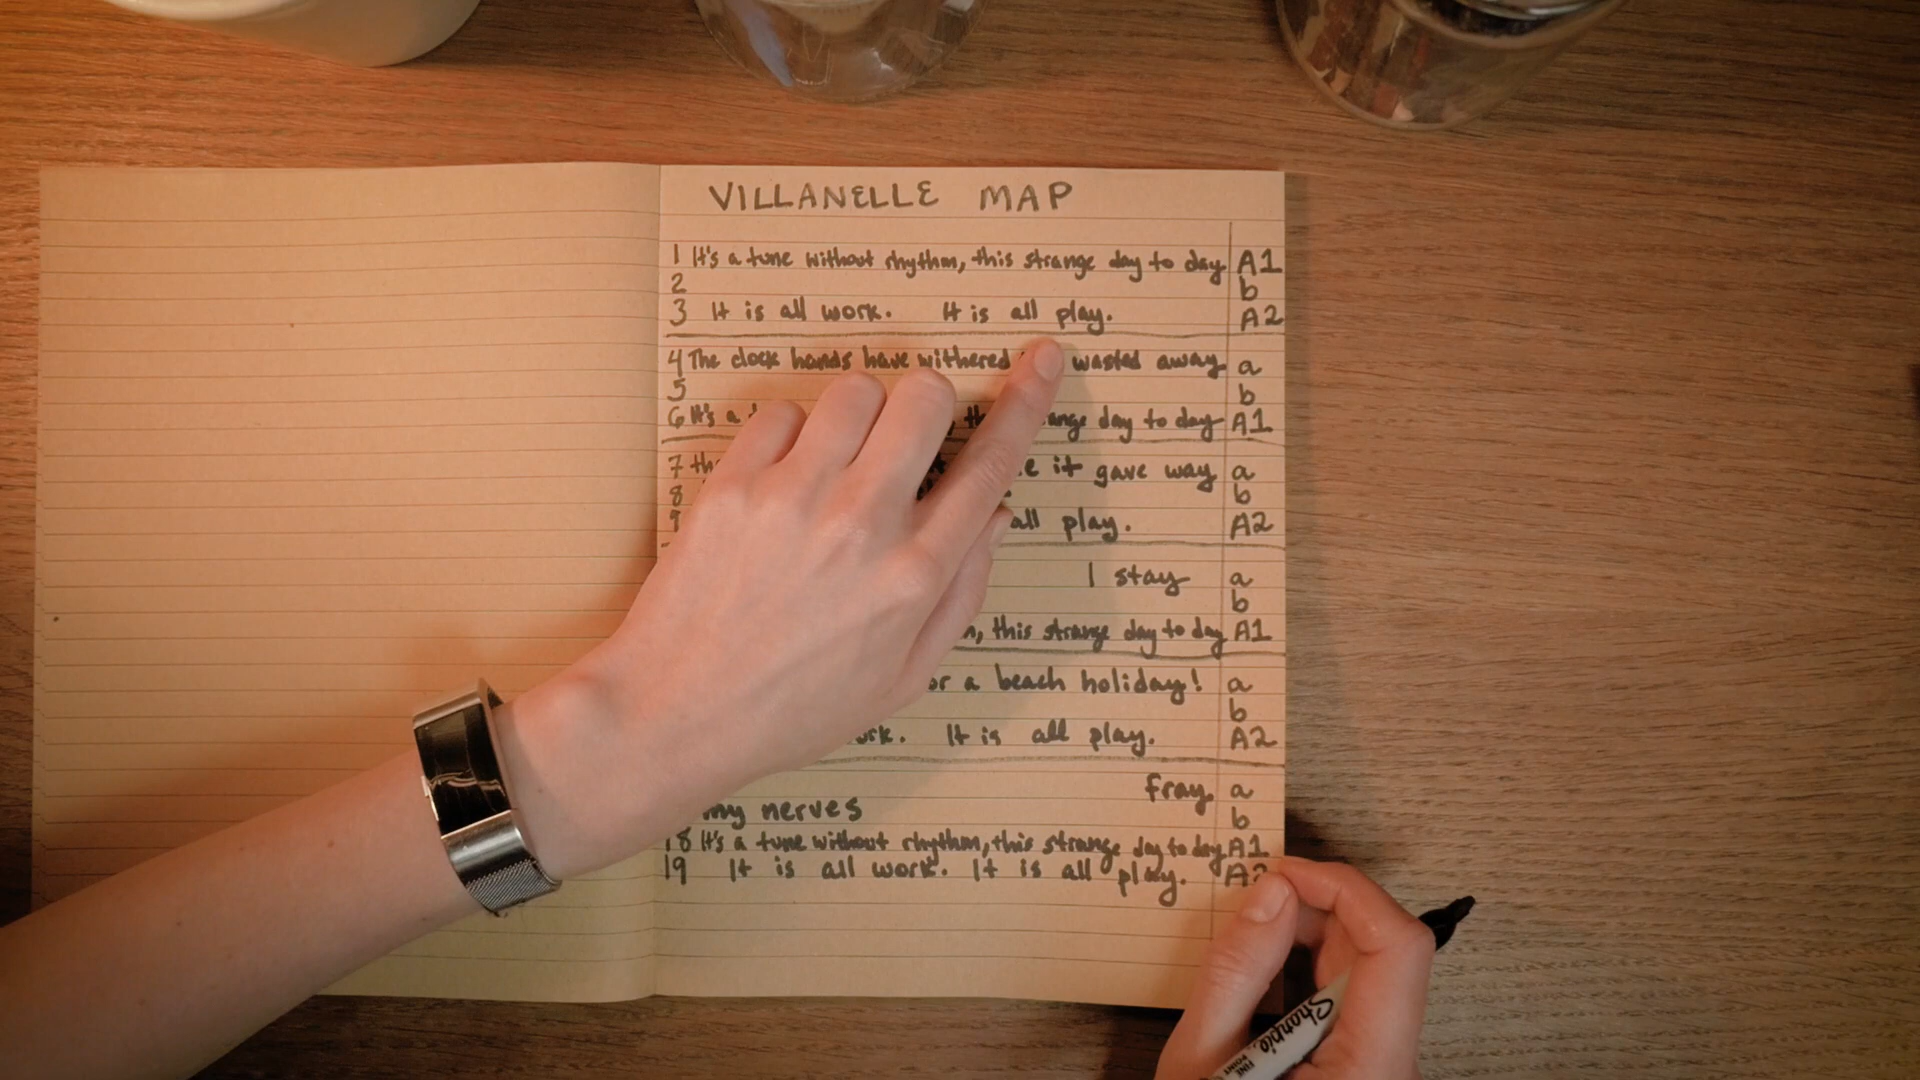 VILLANELLE MAP
1 It's a tune without rhythm, this strange day to day A1
2 b
3 It is all work. It is all play. A2
4 The clock hands have withered wasted away a
5 b
6 It's a strange day to day A1
7 it gave way a
8 b
9 all play. A2
I stay a
b
this strange day to day A1
a beach holiday! a
b
It is all play. A2
fray, a
my nerves b
18 It's a tune without rhythm, this strange day to day A1
19 It is all work. It is all play.
Sharpie
FINE
POINT